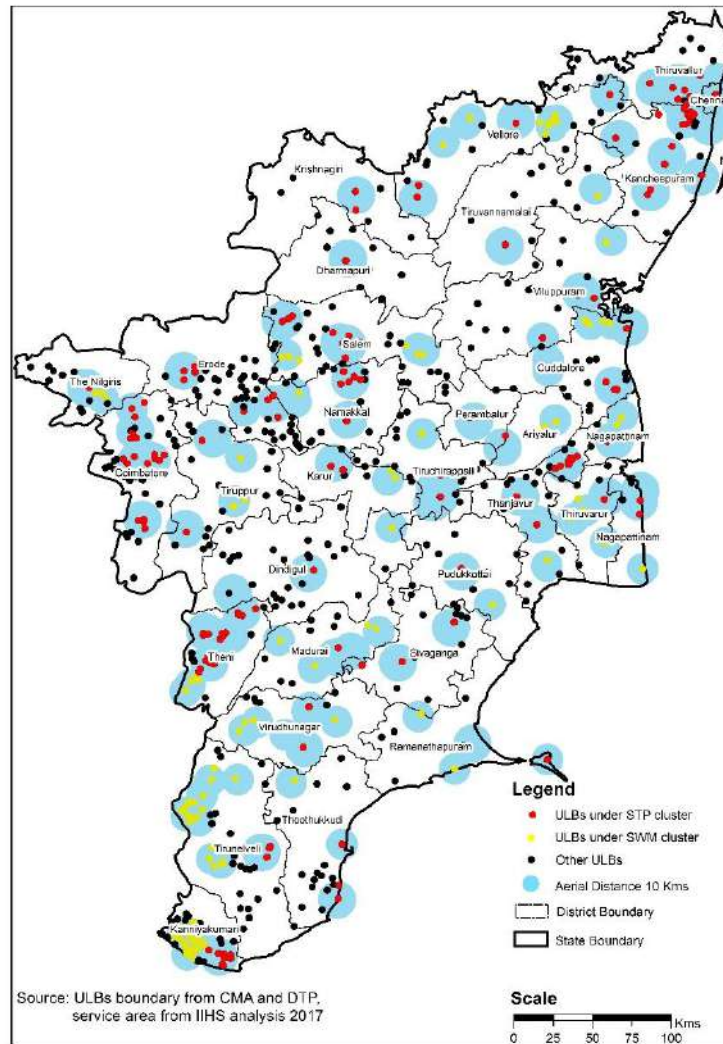 Thiruvallur
Chennai
Vellore
Kancheepuram
Krishnagiri
Tiruvannamalai
Dharmapuri
Viluppuram
Salem
Erode
Cuddalore
The Nilgiris
Namakkal
Perambalur
Ariyalur
Nagapattinam
Coimbatore
Karur
Tiruchirappalli
Tiruppur
Thanjavur
Thiruvarur
Nagapattinam
Dindigul
Pudukkottai
Theni
Madurai
Sivaganga
Virudhunagar
Ramanathapuram
Thoothukkudi
Tirunelveli
Kanniyakumari
Legend
ULBs under STP cluster
ULBs under SWM cluster
Other ULBs
Aerial Distance 10 Kms
District Boundary
State Boundary
Source: ULBs boundary from CMA and DTP,
service area from IIHS analysis 2017
Scale
Kms
0 25 50 75 100